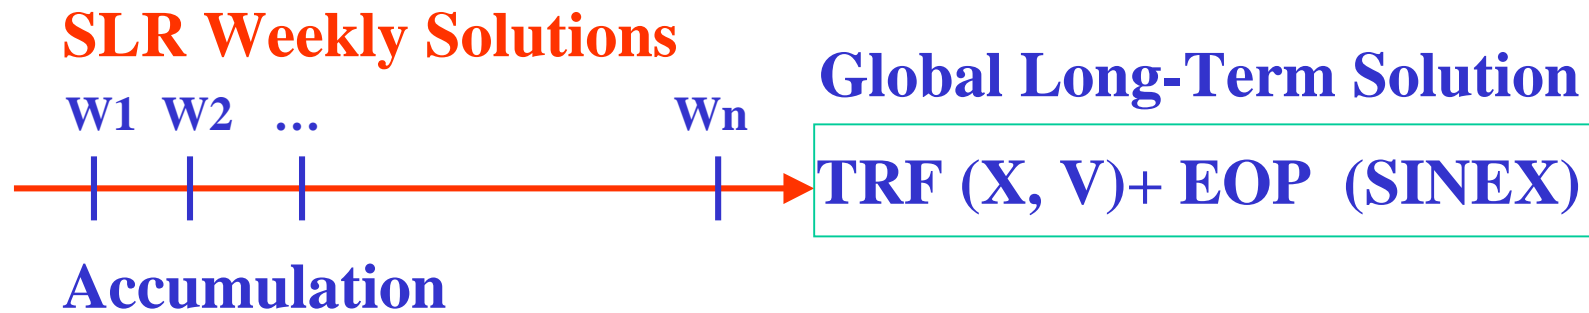 SLR Weekly Solutions
Global Long-Term Solution
W1 W2 … Wn
TRF (X, V)+ EOP (SINEX)
Accumulation